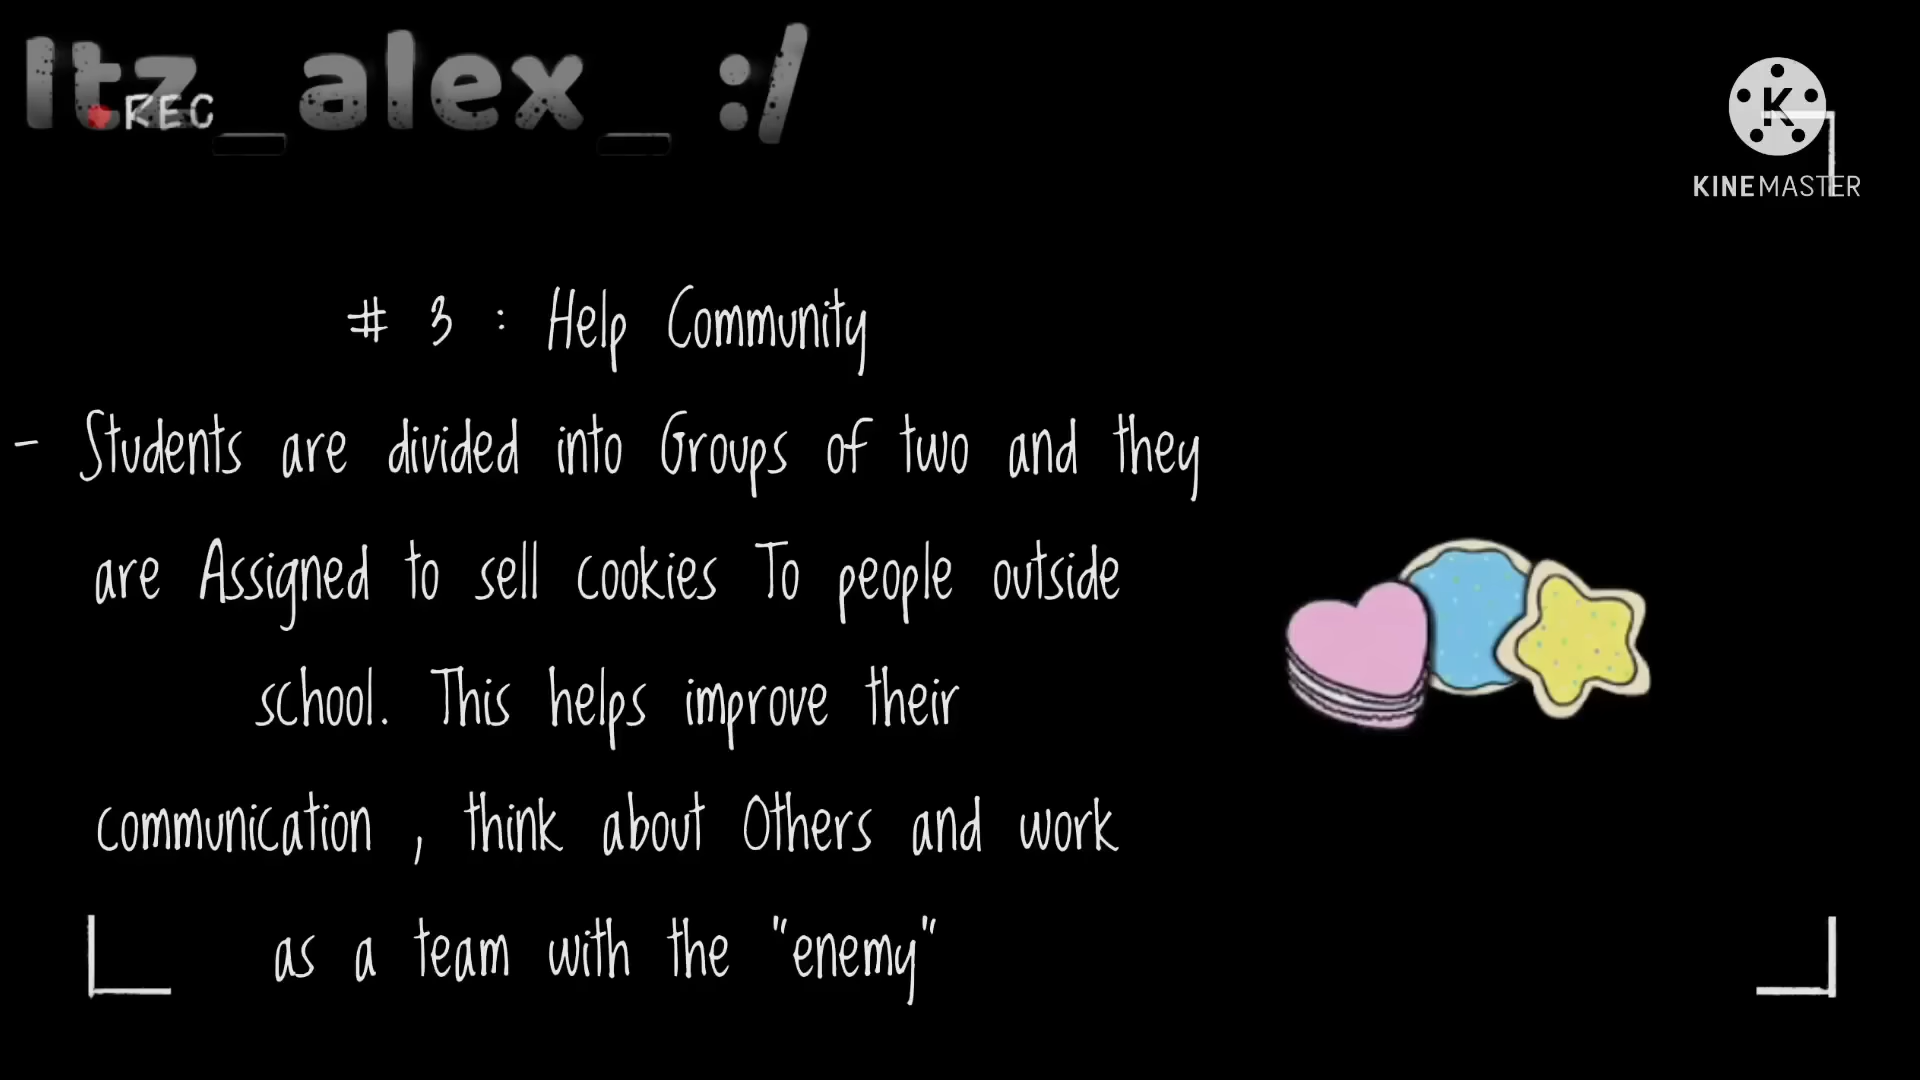 Itz_alex_ :/
REC
K
KINEMASTER
# 3 : Help Community
- Students are divided into Groups of two and they
are Assigned to sell cookies To people outside
school. This helps improve their
communication , think about Others and work
as a team with the "enemy"